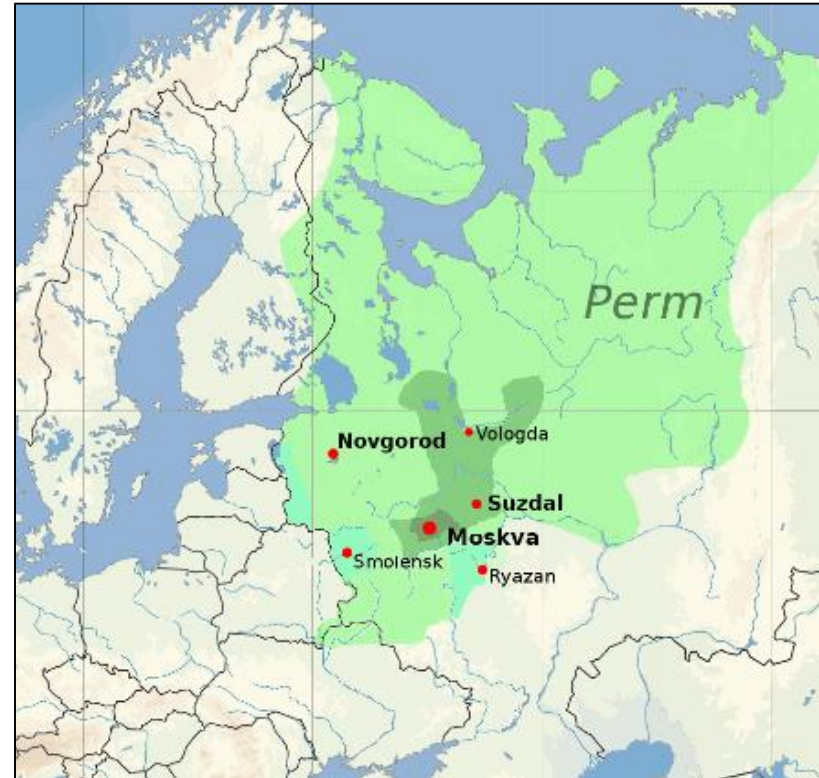 Perm
Vologda
Novgorod
Suzdal
Moskva
Smolensk
Ryazan